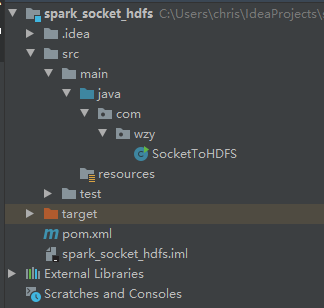 spark_socket_hdfs C:\Users\chris\IdeaProjects\
.idea
src
main
java
com
wzy
SocketToHDFS
resources
test
target
pom.xml
spark_socket_hdfs.iml
External Libraries
Scratches and Consoles